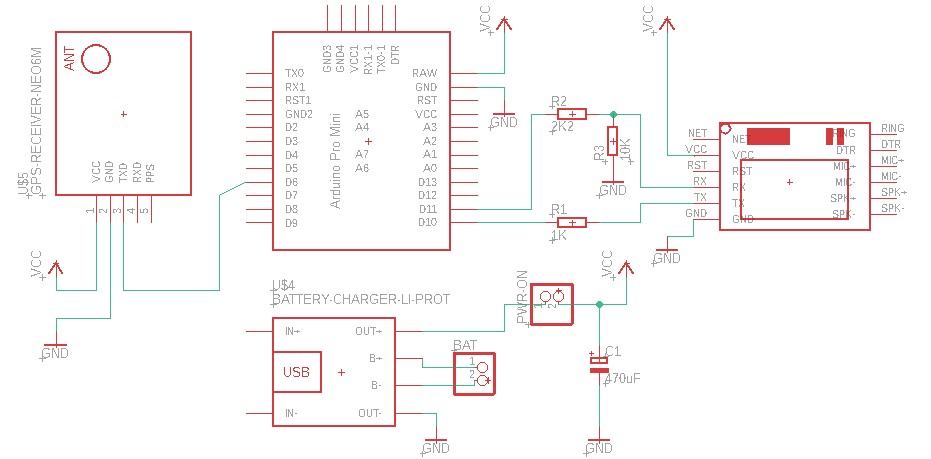 U$5
GPS-RECEIVER-NEO6M
ANT
VCC
GND
TXD
RXD
PPS
1
2
3
4
5
VCC
GND
GND3
GND4
VCC1
RX1-1
TX0-1
DTR
TX0
RX1
RST1
GND2
D2
D3
D4
D5
D6
D7
D8
D9
A5
A4
A7
A6
Arduino Pro Mini
RAW
GND
RST
VCC
A3
A2
A1
A0
D13
D12
D11
D10
VCC
GND
R2
2K2
R3
10K
GND
R1
1K
VCC
NET
VCC
RST
RX
TX
GND
NET
VCC
RST
RX
TX
GND
RING
DTR
MIC+
MIC-
SPK+
SPK-
RING
DTR
MIC+
MIC-
SPK+
SPK-
GND
U$4
BATTERY-CHARGER-LI-PROT
IN+
USB
IN-
OUT+
B+
B-
OUT-
BAT
1
2
GND
PWR-ON
1
2
VCC
C1
470uF
GND